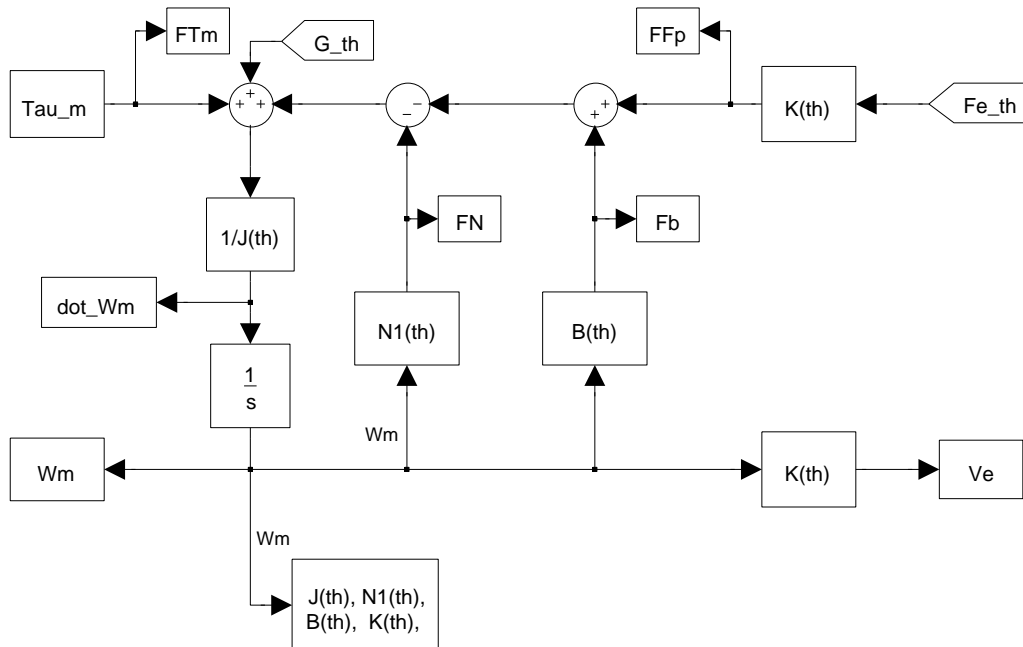 FTm
G_th
FFp
Tau_m
+
+
+
−
−
+
+
K(th)
Fe_th
1/J(th)
FN
Fb
dot_Wm
N1(th)
B(th)
1
s
Wm
Wm
K(th)
Ve
Wm
J(th), N1(th),
B(th), K(th),